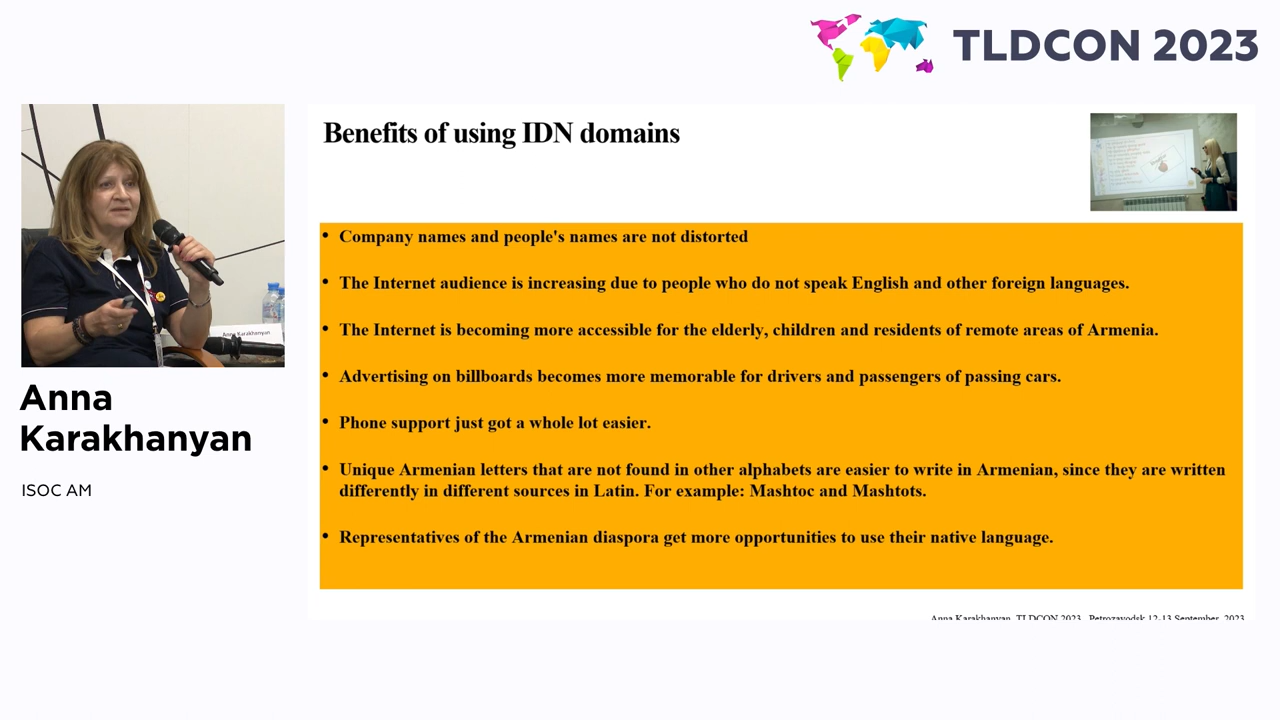 TLDCON 2023
Benefits of using IDN domains
• Company names and people's names are not distorted
• The Internet audience is increasing due to people who do not speak English and other foreign languages.
• The Internet is becoming more accessible for the elderly, children and residents of remote areas of Armenia.
• Advertising on billboards becomes more memorable for drivers and passengers of passing cars.
• Phone support just got a whole lot easier.
• Unique Armenian letters that are not found in other alphabets are easier to write in Armenian, since they are written
differently in different sources in Latin. For example: Mashtoc and Mashtots.
• Representatives of the Armenian diaspora get more opportunities to use their native language.
Anna Karakhanyan, TLDCON 2023, Petrozavodsk 12-13 September, 2023
Anna Karakhanyan
Anna
Karakhanyan
ISOC AM